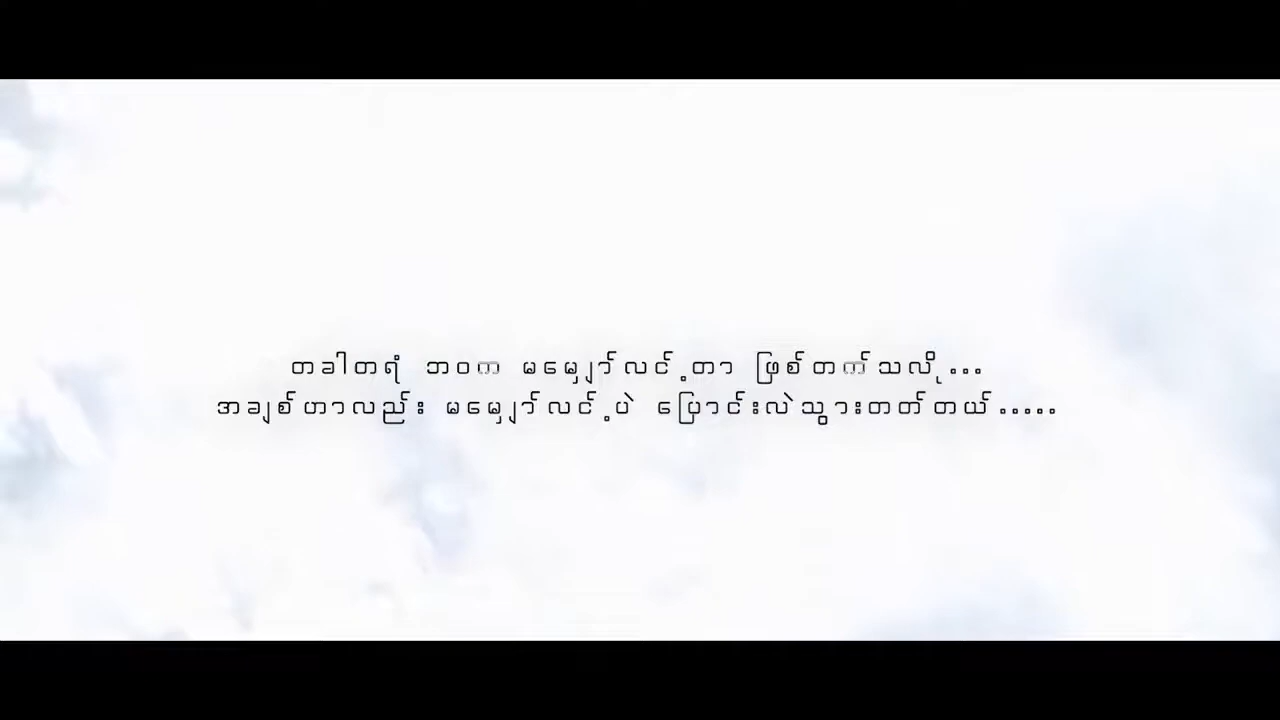 တခါတရံ ဘဝက မမျှော်လင့်တာ ဖြစ်တက်သလို...
အချစ်ဟာလည်း မမျှော်လင့်ပဲ ပြောင်းလဲသွားတတ်တယ်.....